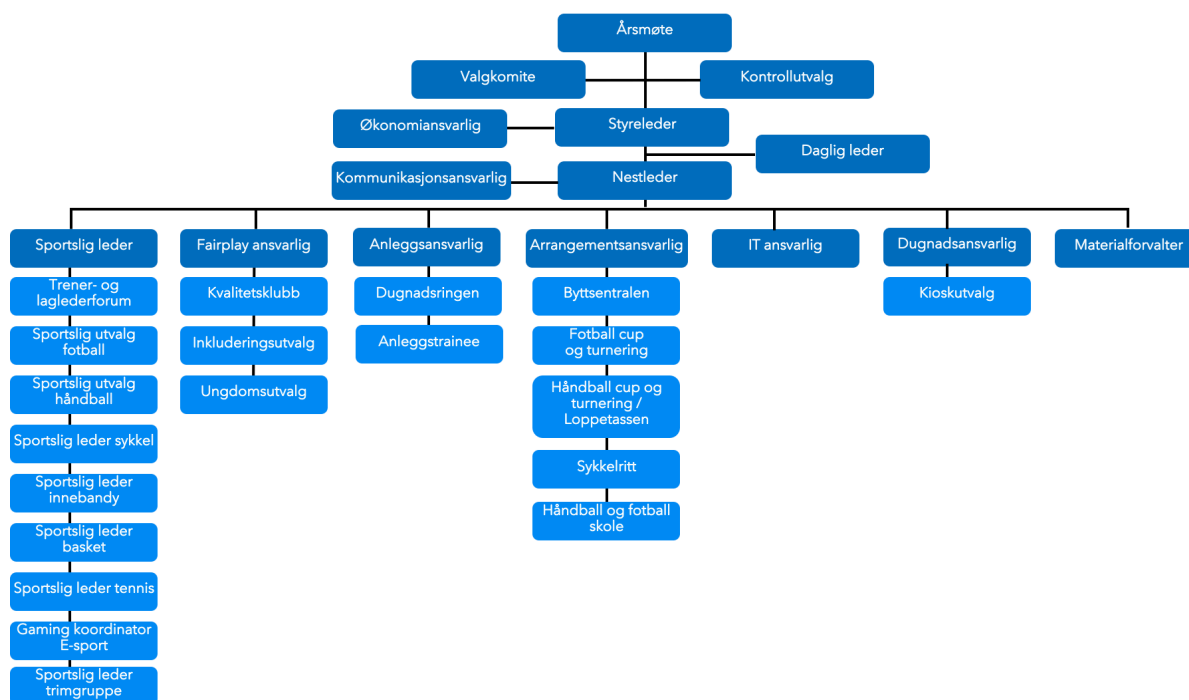 Årsmøte
Valgkomite
Kontrollutvalg
Økonomiansvarlig
Styreleder
Daglig leder
Kommunikasjonsansvarlig
Nestleder
Sportslig leder
Fairplay ansvarlig
Anleggsansvarlig
Arrangementsansvarlig
IT ansvarlig
Dugnadsansvarlig
Materialforvalter
Trener- og
laglederforum
Sportslig utvalg
fotball
Sportslig utvalg
håndball
Sportslig leder sykkel
Sportslig leder
innebandy
Sportslig leder
basket
Sportslig leder tennis
Gaming koordinator
E-sport
Sportslig leder
trimgruppe
Kvalitetsklubb
Inkluderingsutvalg
Ungdomsutvalg
Dugnadsringen
Anleggstrainee
Byttsentralen
Fotball cup
og turnering
Håndball cup og
turnering /
Loppetassen
Sykkelritt
Håndball og fotball
skole
Kioskutvalg